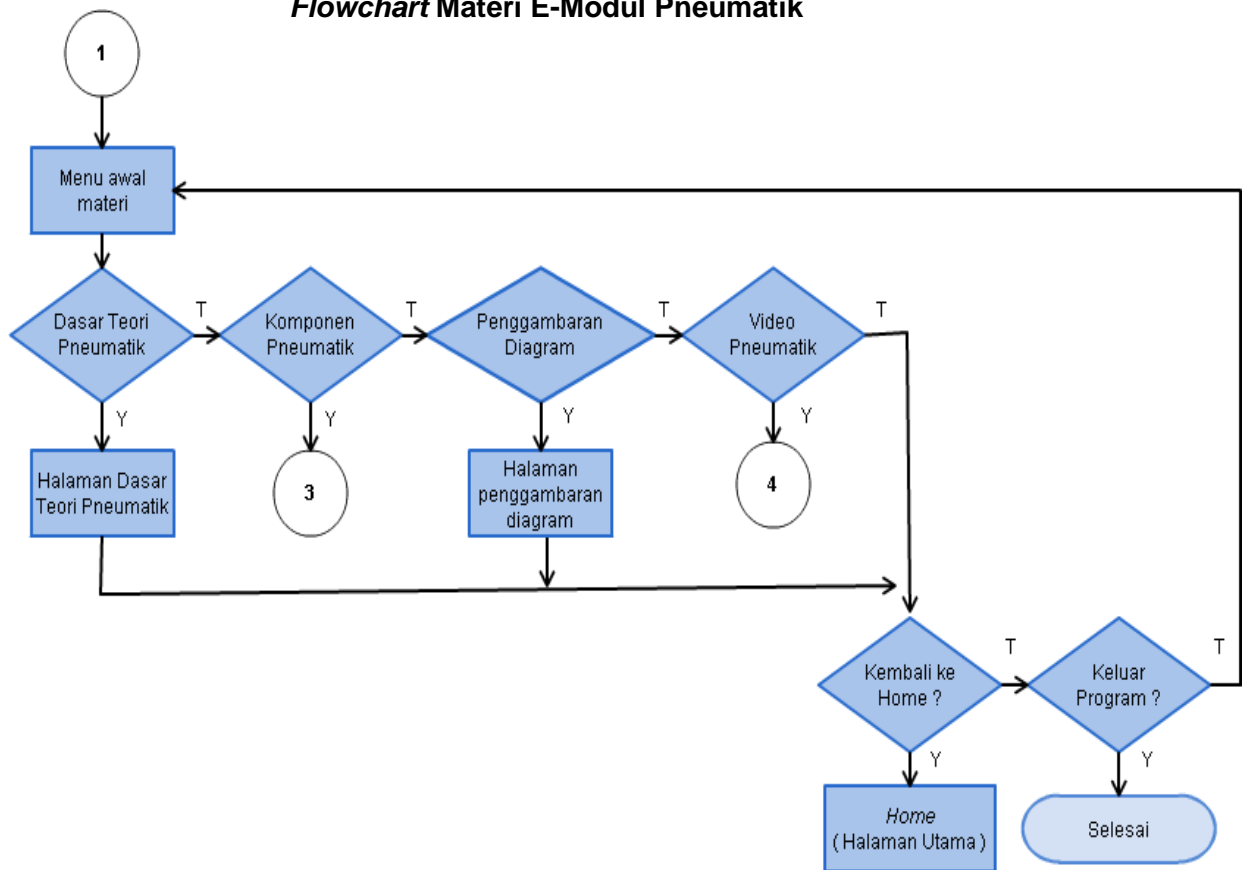 Flowchart Materi E-Modul Pneumatik
1
Menu awal
materi
Dasar Teori
Pneumatik
T
Komponen
Pneumatik
T
Penggambaran
Diagram
T
Video
Pneumatik
T
Y
Y
Y
Y
Halaman Dasar
Teori Pneumatik
3
Halaman
penggambaran
diagram
4
Kembali ke
Home ?
T
Keluar
Program ?
T
Y
Y
Home
( Halaman Utama )
Selesai